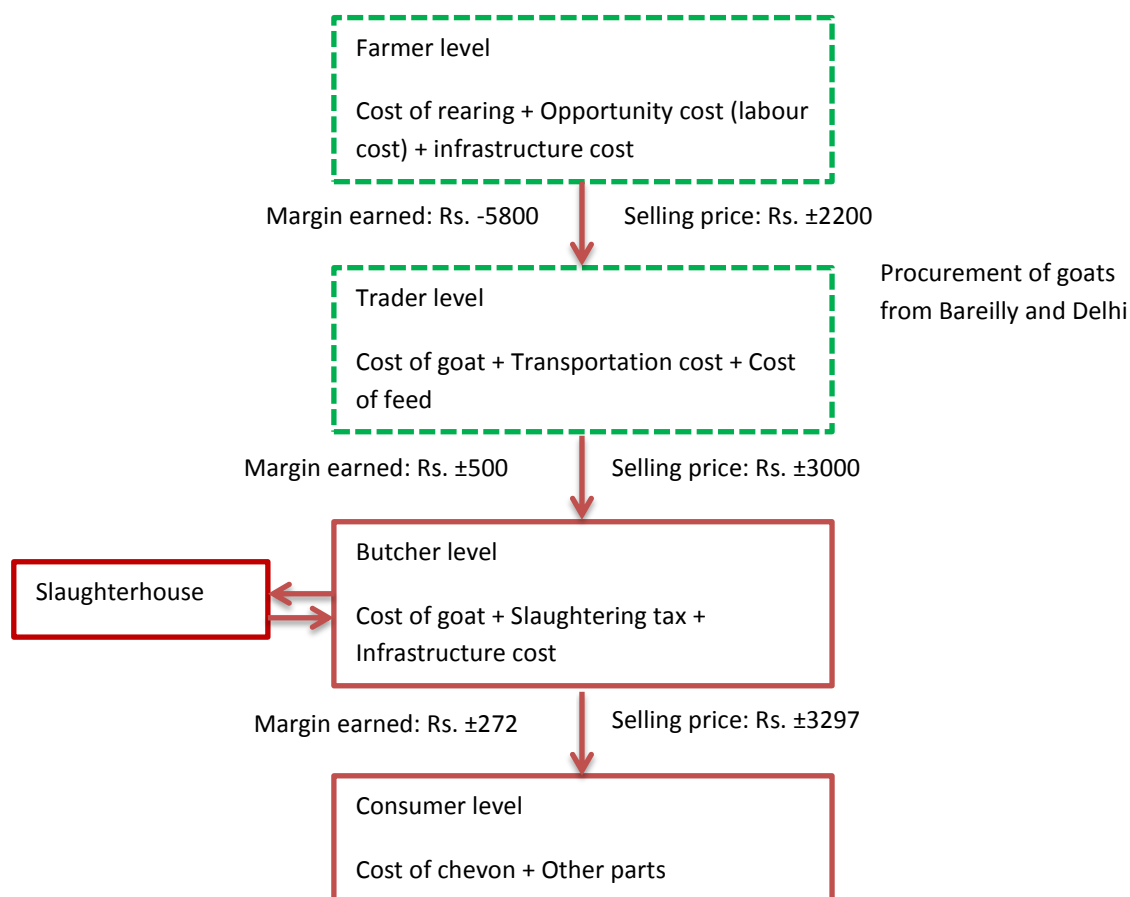 Farmer level
Cost of rearing + Opportunity cost (labour
cost) + infrastructure cost
Margin earned: Rs. -5800
Selling price: Rs. ±2200
Procurement of goats
from Bareilly and Delhi
Trader level
Cost of goat + Transportation cost + Cost
of feed
Margin earned: Rs. ±500
Selling price: Rs. ±3000
Butcher level
Slaughterhouse
Cost of goat + Slaughtering tax +
Infrastructure cost
Margin earned: Rs. ±272
Selling price: Rs. ±3297
Consumer level
Cost of chevon + Other parts